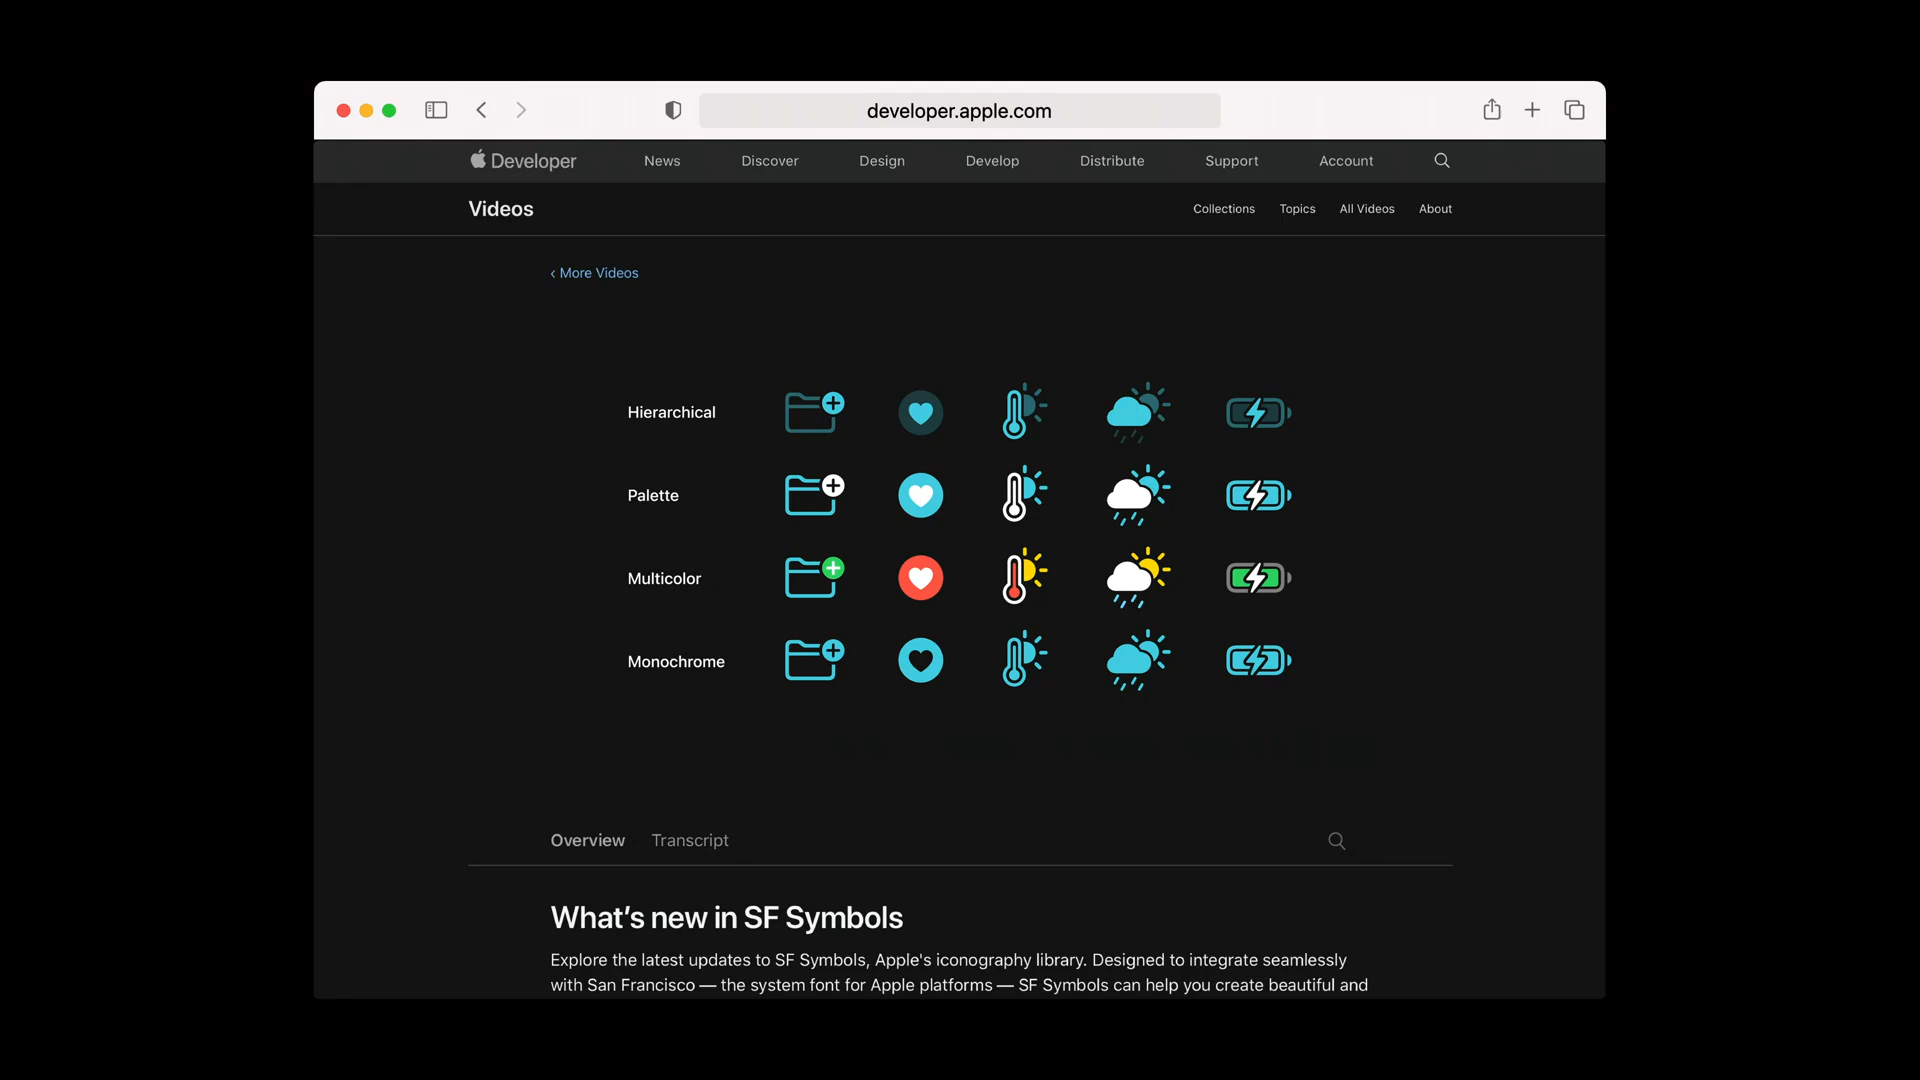 developer.apple.com
Developer News Discover Design Develop Distribute Support Account
Videos Collections Topics All Videos About
‹ More Videos
Hierarchical
Palette
Multicolor
Monochrome
Overview Transcript
What’s new in SF Symbols
Explore the latest updates to SF Symbols, Apple's iconography library. Designed to integrate seamlessly
with San Francisco — the system font for Apple platforms — SF Symbols can help you create beautiful and